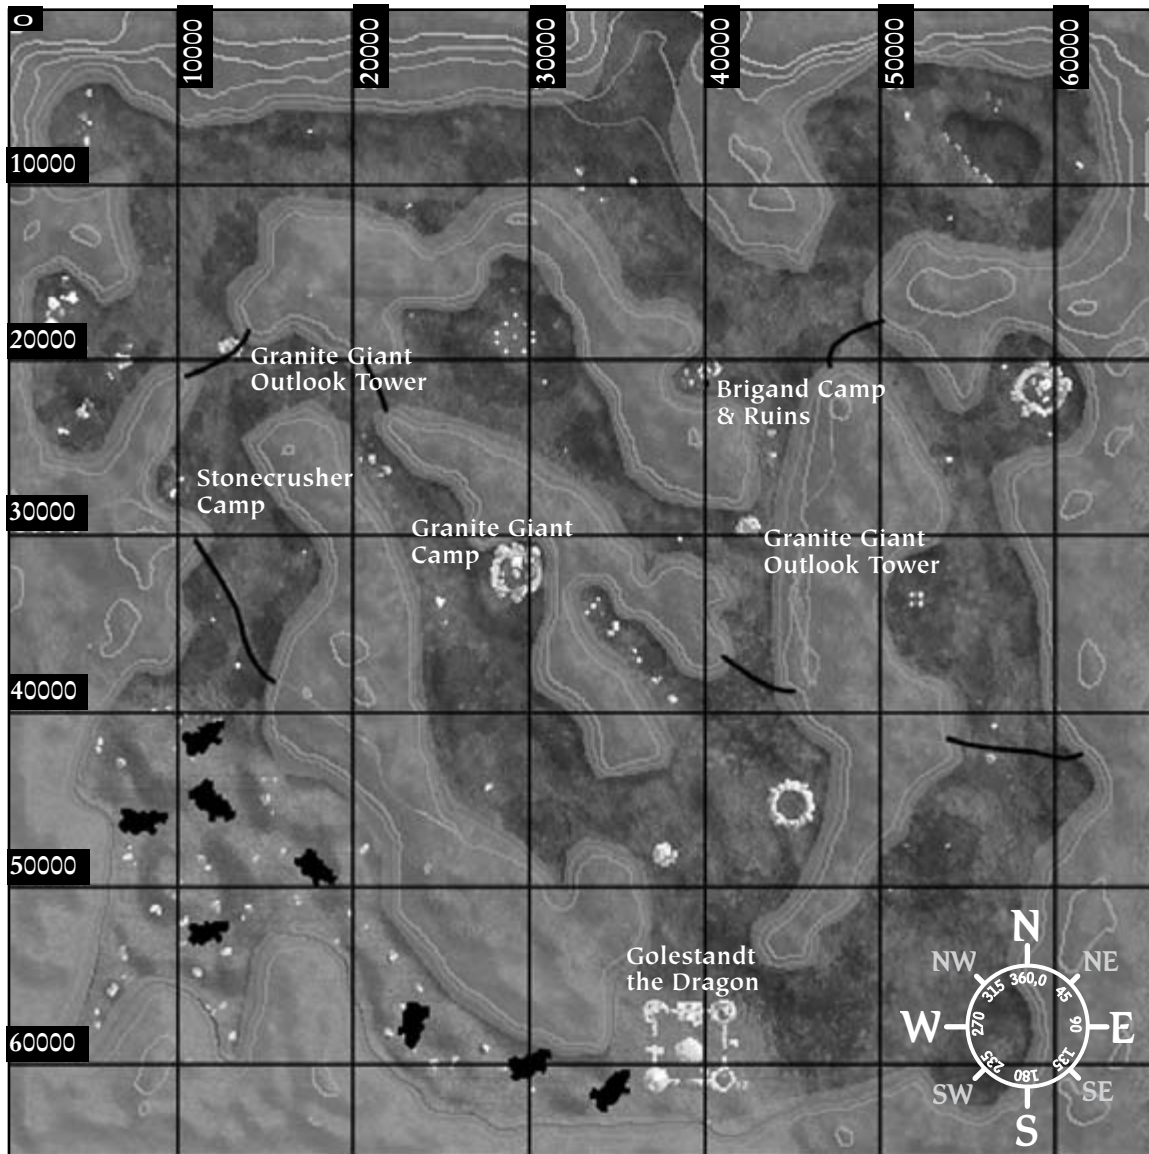 0
10000
20000
30000
40000
50000
60000
10000
20000
Granite Giant
Outlook Tower
Brigand Camp
& Ruins
Stonecrusher
Camp
30000
Granite Giant
Camp
Granite Giant
Outlook Tower
40000
50000
Golestandt
the Dragon
60000
N
NW
NE
W
E
SW
SE
S
360,0
45
90
135
180
235
270
315